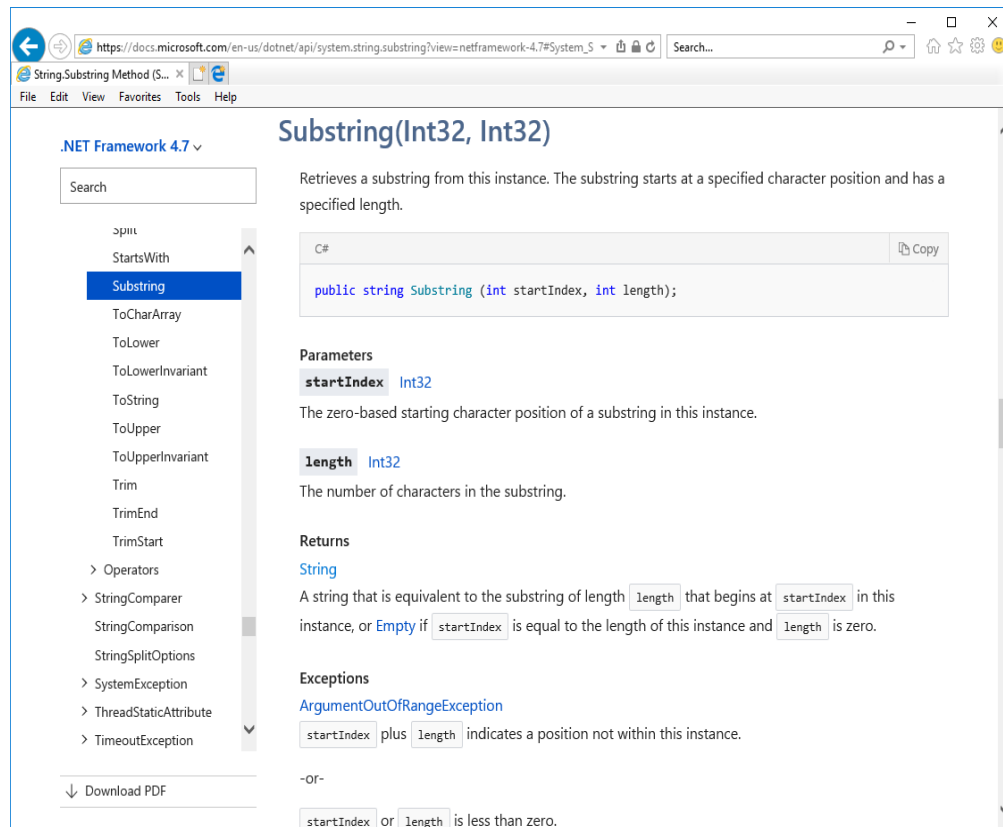 https://docs.microsoft.com/en-us/dotnet/api/system.string.substring?view=netframework-4.7#System_S
Search...
String.Substring Method (S...
File Edit View Favorites Tools Help
.NET Framework 4.7
Search
Split
StartsWith
Substring
ToCharArray
ToLower
ToLowerInvariant
ToString
ToUpper
ToUpperInvariant
Trim
TrimEnd
TrimStart
Operators
StringComparer
StringComparison
StringSplitOptions
SystemException
ThreadStaticAttribute
TimeoutException
Download PDF
Substring(Int32, Int32)
Retrieves a substring from this instance. The substring starts at a specified character position and has a
specified length.
C# Copy
public string Substring (int startIndex, int length);
Parameters
startIndex Int32
The zero-based starting character position of a substring in this instance.
length Int32
The number of characters in the substring.
Returns
String
A string that is equivalent to the substring of length length that begins at startIndex in this
instance, or Empty if startIndex is equal to the length of this instance and length is zero.
Exceptions
ArgumentOutOfRangeException
startIndex plus length indicates a position not within this instance.
-or-
startIndex or length is less than zero.